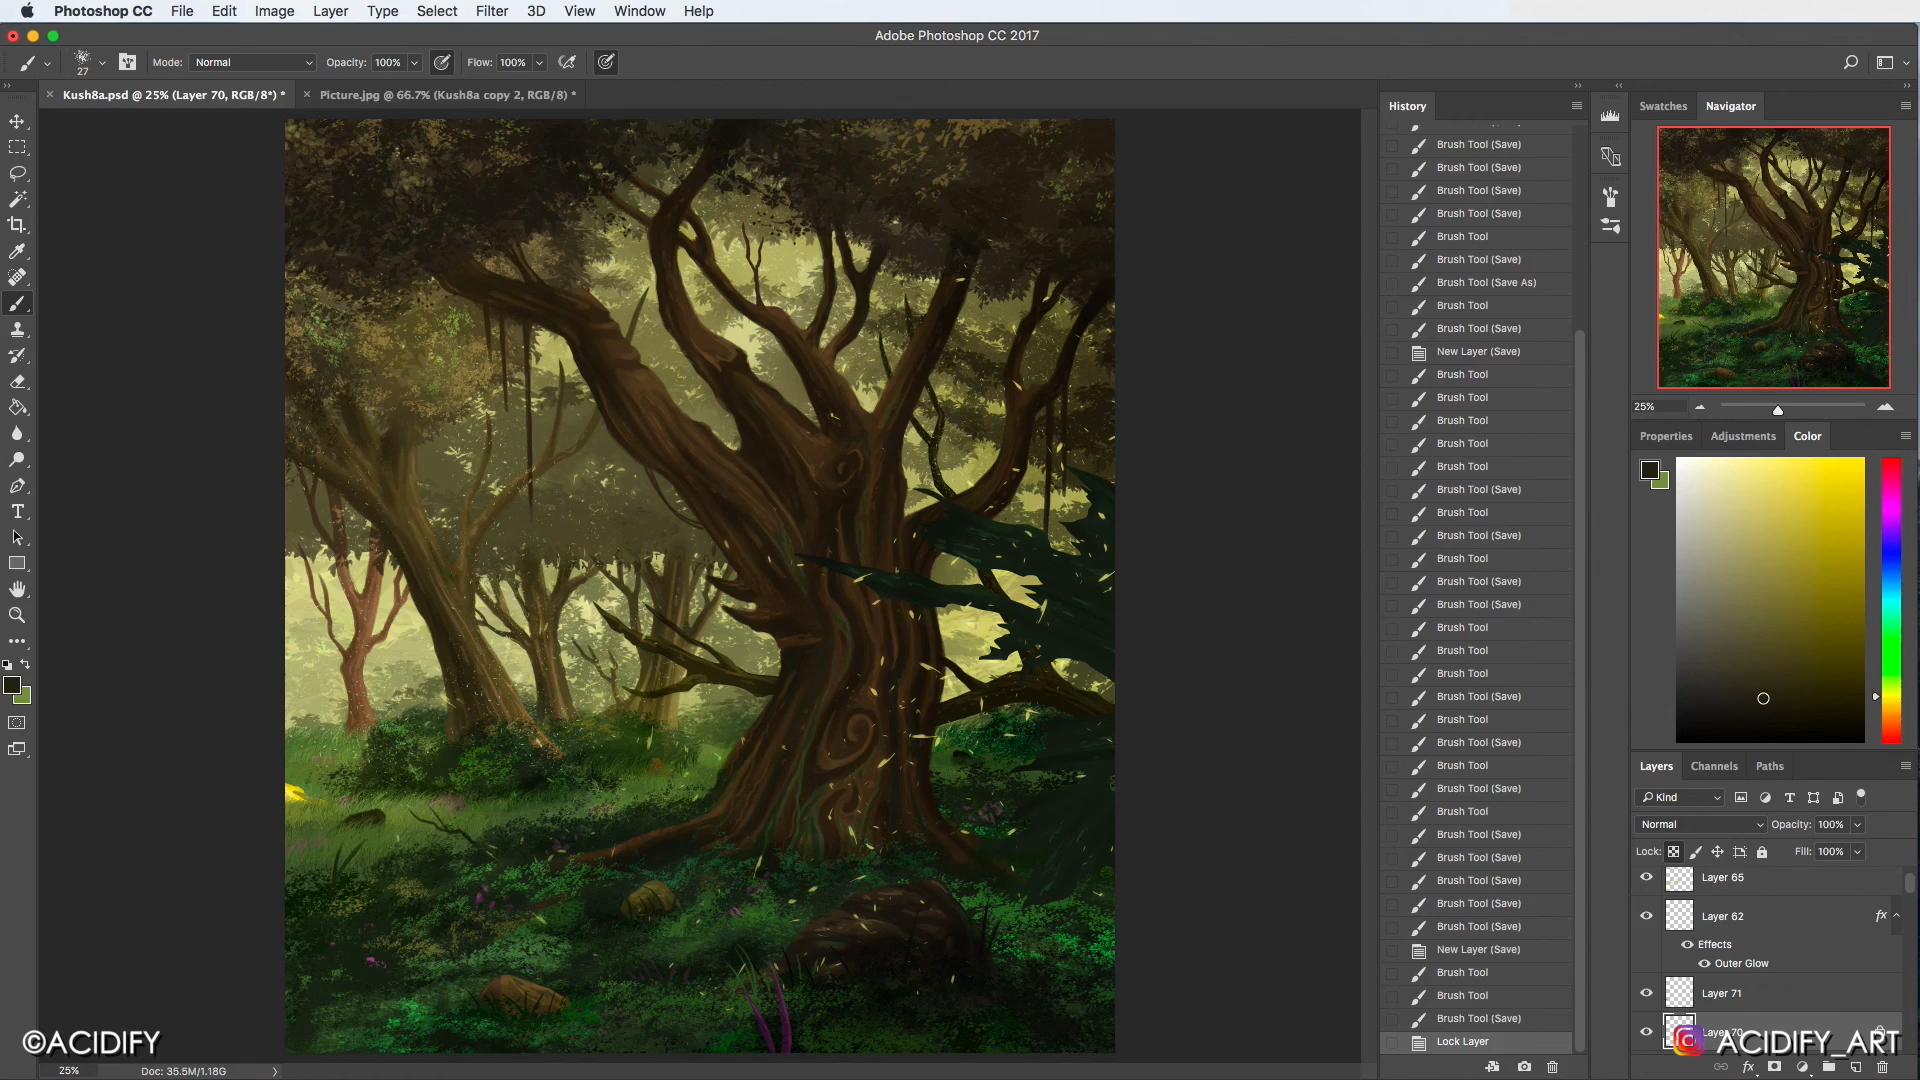 Photoshop CC File Edit Image Layer Type Select Filter 3D View Window Help
Adobe Photoshop CC 2017
27 Mode: Normal Opacity: 100% Flow: 100%
Kush8a.psd @ 25% (Layer 70, RGB/8*) * Picture.jpg @ 66.7% (Kush8a copy 2, RGB/8) *
History
Brush Tool (Save)
Brush Tool (Save)
Brush Tool (Save)
Brush Tool (Save)
Brush Tool
Brush Tool (Save)
Brush Tool (Save As)
Brush Tool
Brush Tool (Save)
New Layer (Save)
Brush Tool
Brush Tool
Brush Tool
Brush Tool
Brush Tool
Brush Tool (Save)
Brush Tool
Brush Tool (Save)
Brush Tool
Brush Tool (Save)
Brush Tool (Save)
Brush Tool
Brush Tool
Brush Tool
Brush Tool (Save)
Brush Tool
Brush Tool (Save)
Brush Tool
Brush Tool (Save)
Brush Tool
Brush Tool (Save)
Brush Tool (Save)
Brush Tool (Save)
Brush Tool (Save)
Brush Tool (Save)
New Layer (Save)
Brush Tool
Brush Tool
Brush Tool (Save)
Lock Layer
Swatches Navigator
25%
Properties Adjustments Color
Layers Channels Paths
Kind
Normal Opacity: 100%
Lock: Fill: 100%
Layer 65
Layer 62 fx
Effects
Outer Glow
Layer 71
Layer 70
©ACIDIFY
ACIDIFY_ART
25% Doc: 35.5M/1.18G
fx